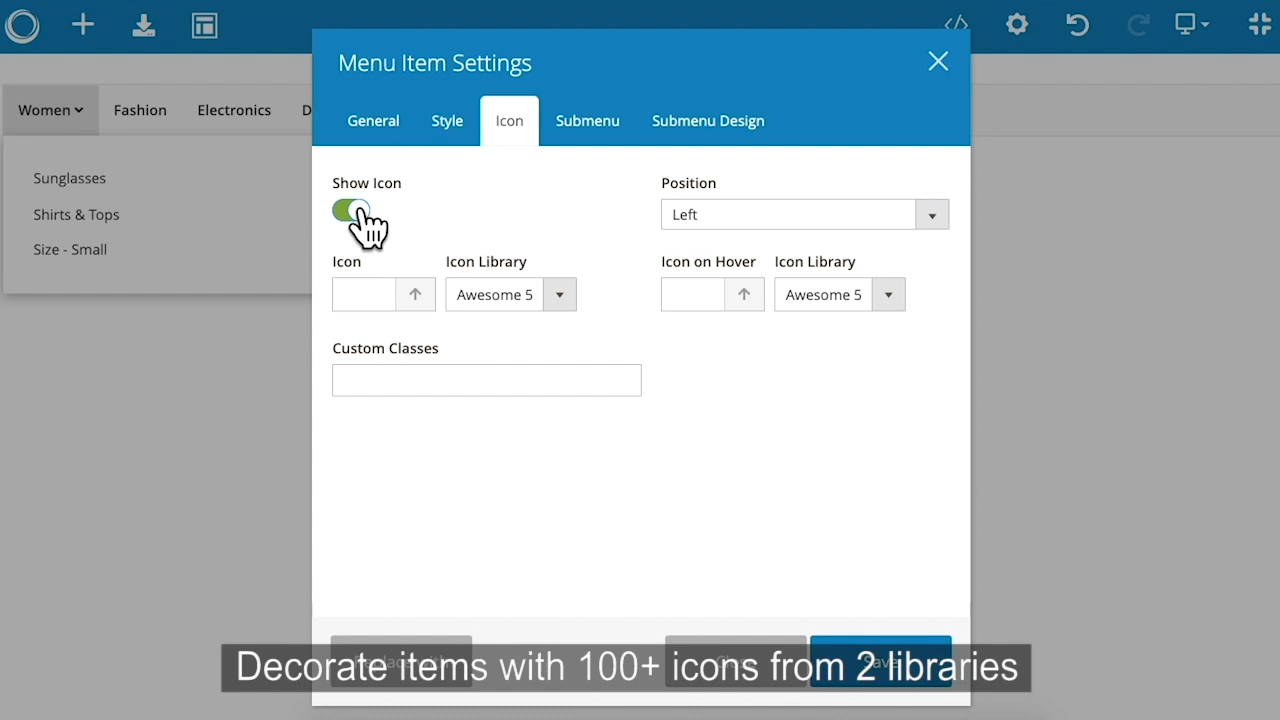 Menu Item Settings
General Style Icon Submenu Submenu Design
Women Fashion Electronics D
Sunglasses
Shirts & Tops
Size - Small
Show Icon
Position
Left
Icon Icon Library
Awesome 5
Icon on Hover Icon Library
Awesome 5
Custom Classes
Close Save
Decorate items with 100+ icons from 2 libraries